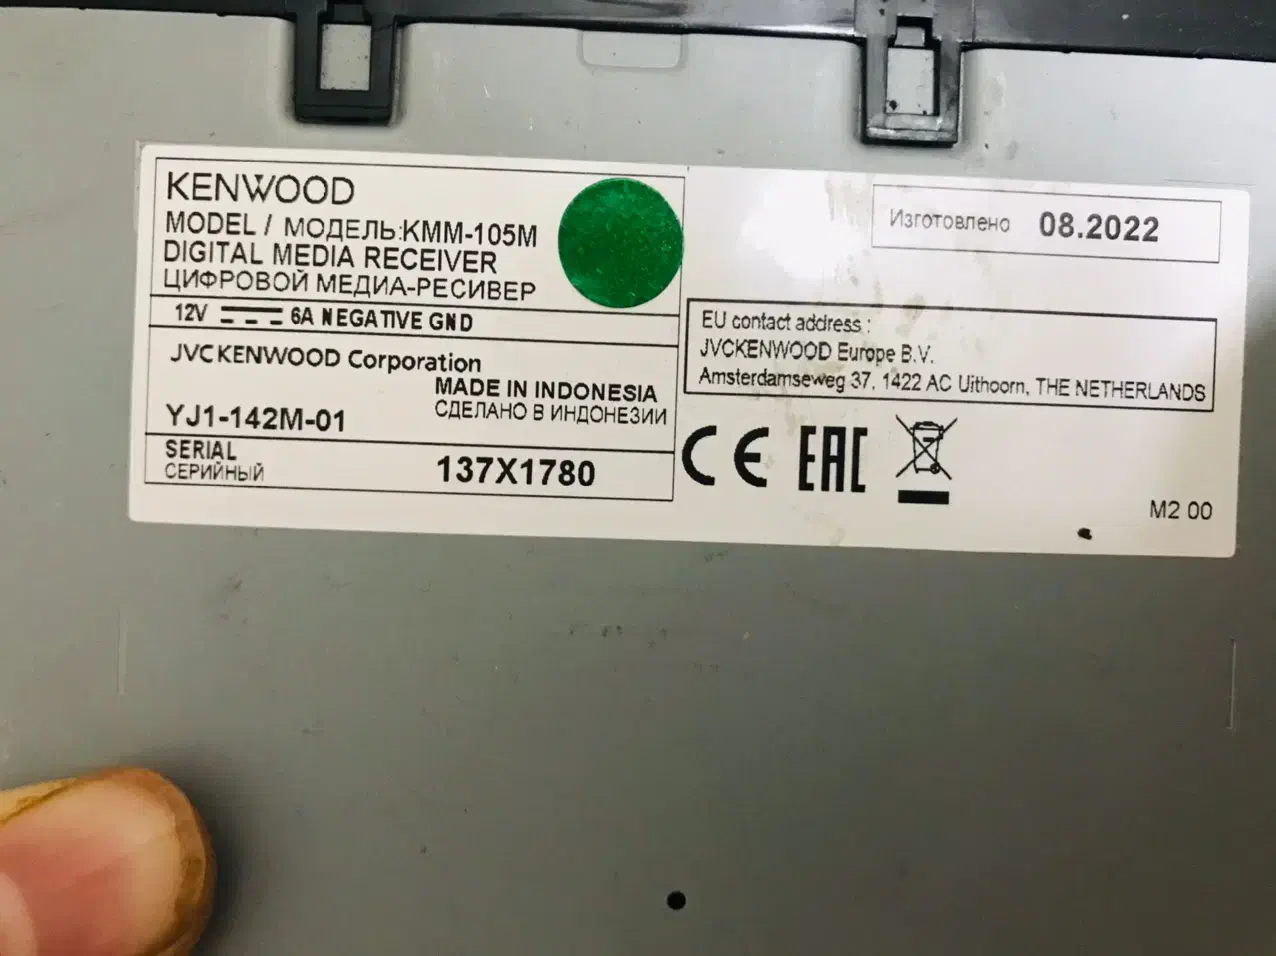 KENWOOD
MODEL / МОДЕЛЬ:KMM-105M
DIGITAL MEDIA RECEIVER
ЦИФРОВОЙ МЕДИА-РЕСИВЕР
12V 6A NEGATIVE GND
JVCKENWOOD Corporation
MADE IN INDONESIA
СДЕЛАНО В ИНДОНЕЗИИ
YJ1-142M-01
SERIAL
СЕРИЙНЫЙ
137X1780
Изготовлено 08.2022
EU contact address :
JVCKENWOOD Europe B.V.
Amsterdamseweg 37, 1422 AC Uithoorn, THE NETHERLANDS
CE EAC
M2 00